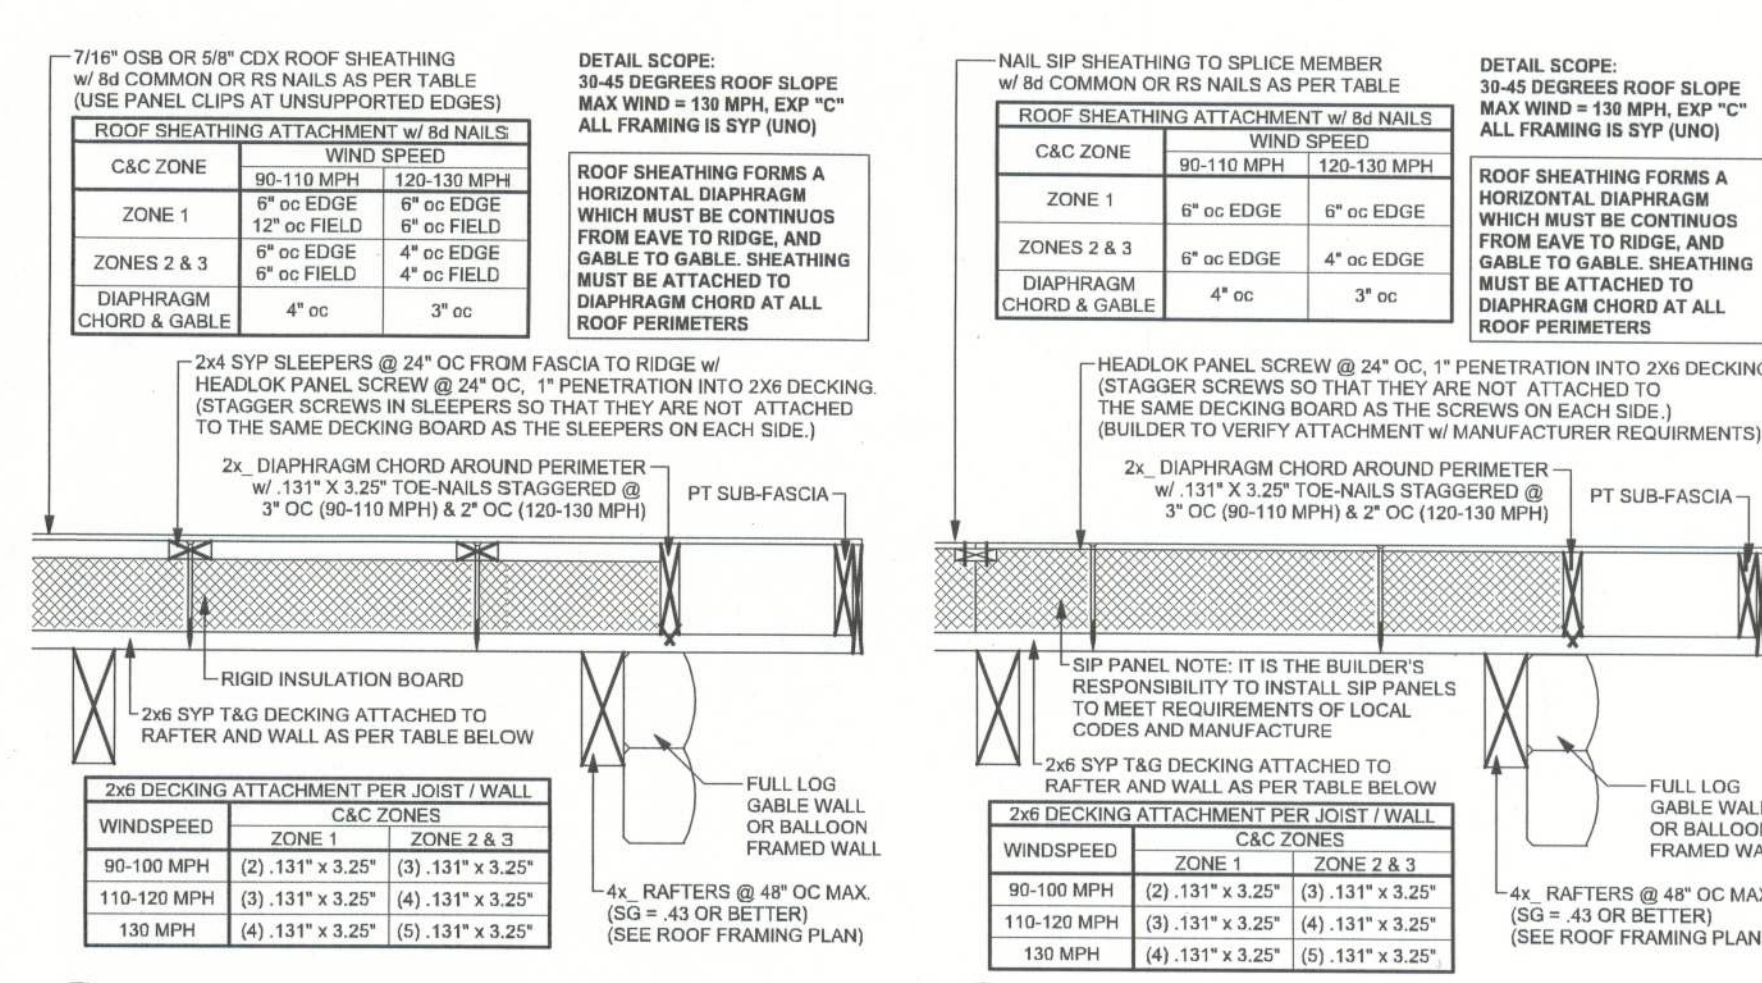 7/16" OSB OR 5/8" CDX ROOF SHEATHING
w/ 8d COMMON OR RS NAILS AS PER TABLE
(USE PANEL CLIPS AT UNSUPPORTED EDGES)
ROOF SHEATHING ATTACHMENT w/ 8d NAILS
C&C ZONE
WIND SPEED
90-110 MPH 120-130 MPH
ZONE 1
6" oc EDGE 6" oc EDGE
12" oc FIELD 6" oc FIELD
ZONES 2 & 3
6" oc EDGE 4" oc EDGE
6" oc FIELD 4" oc FIELD
DIAPHRAGM
CHORD & GABLE
4" oc 3" oc
DETAIL SCOPE:
30-45 DEGREES ROOF SLOPE
MAX WIND = 130 MPH, EXP "C"
ALL FRAMING IS SYP (UNO)
ROOF SHEATHING FORMS A
HORIZONTAL DIAPHRAGM
WHICH MUST BE CONTINUOS
FROM EAVE TO RIDGE, AND
GABLE TO GABLE. SHEATHING
MUST BE ATTACHED TO
DIAPHRAGM CHORD AT ALL
ROOF PERIMETERS
2x4 SYP SLEEPERS @ 24" OC FROM FASCIA TO RIDGE w/
HEADLOK PANEL SCREW @ 24" OC, 1" PENETRATION INTO 2X6 DECKING.
(STAGGER SCREWS IN SLEEPERS SO THAT THEY ARE NOT ATTACHED
TO THE SAME DECKING BOARD AS THE SLEEPERS ON EACH SIDE.)
2x_ DIAPHRAGM CHORD AROUND PERIMETER
w/ .131" X 3.25" TOE-NAILS STAGGERED @
3" OC (90-110 MPH) & 2" OC (120-130 MPH)
PT SUB-FASCIA
RIGID INSULATION BOARD
2x6 SYP T&G DECKING ATTACHED TO
RAFTER AND WALL AS PER TABLE BELOW
2x6 DECKING ATTACHMENT PER JOIST / WALL
WINDSPEED
C&C ZONES
ZONE 1 ZONE 2 & 3
90-100 MPH (2) .131" x 3.25" (3) .131" x 3.25"
110-120 MPH (3) .131" x 3.25" (4) .131" x 3.25"
130 MPH (4) .131" x 3.25" (5) .131" x 3.25"
FULL LOG
GABLE WALL
OR BALLOON
FRAMED WALL
4x_ RAFTERS @ 48" OC MAX.
(SG = .43 OR BETTER)
(SEE ROOF FRAMING PLAN)
NAIL SIP SHEATHING TO SPLICE MEMBER
w/ 8d COMMON OR RS NAILS AS PER TABLE
ROOF SHEATHING ATTACHMENT w/ 8d NAILS
C&C ZONE
WIND SPEED
90-110 MPH 120-130 MPH
ZONE 1
6" oc EDGE 6" oc EDGE
ZONES 2 & 3
6" oc EDGE 4" oc EDGE
DIAPHRAGM
CHORD & GABLE
4" oc 3" oc
DETAIL SCOPE:
30-45 DEGREES ROOF SLOPE
MAX WIND = 130 MPH, EXP "C"
ALL FRAMING IS SYP (UNO)
ROOF SHEATHING FORMS A
HORIZONTAL DIAPHRAGM
WHICH MUST BE CONTINUOS
FROM EAVE TO RIDGE, AND
GABLE TO GABLE. SHEATHING
MUST BE ATTACHED TO
DIAPHRAGM CHORD AT ALL
ROOF PERIMETERS
HEADLOK PANEL SCREW @ 24" OC, 1" PENETRATION INTO 2X6 DECKING
(STAGGER SCREWS SO THAT THEY ARE NOT ATTACHED TO
THE SAME DECKING BOARD AS THE SCREWS ON EACH SIDE.)
(BUILDER TO VERIFY ATTACHMENT w/ MANUFACTURER REQUIRMENTS)
2x_ DIAPHRAGM CHORD AROUND PERIMETER
w/ .131" X 3.25" TOE-NAILS STAGGERED @
3" OC (90-110 MPH) & 2" OC (120-130 MPH)
PT SUB-FASCIA
SIP PANEL NOTE: IT IS THE BUILDER'S
RESPONSIBILITY TO INSTALL SIP PANELS
TO MEET REQUIREMENTS OF LOCAL
CODES AND MANUFACTURE
2x6 SYP T&G DECKING ATTACHED TO
RAFTER AND WALL AS PER TABLE BELOW
2x6 DECKING ATTACHMENT PER JOIST / WALL
WINDSPEED
C&C ZONES
ZONE 1 ZONE 2 & 3
90-100 MPH (2) .131" x 3.25" (3) .131" x 3.25"
110-120 MPH (3) .131" x 3.25" (4) .131" x 3.25"
130 MPH (4) .131" x 3.25" (5) .131" x 3.25"
FULL LOG
GABLE WALL
OR BALLOON
FRAMED WA
4x_ RAFTERS @ 48" OC MAX
(SG = .43 OR BETTER)
(SEE ROOF FRAMING PLAN